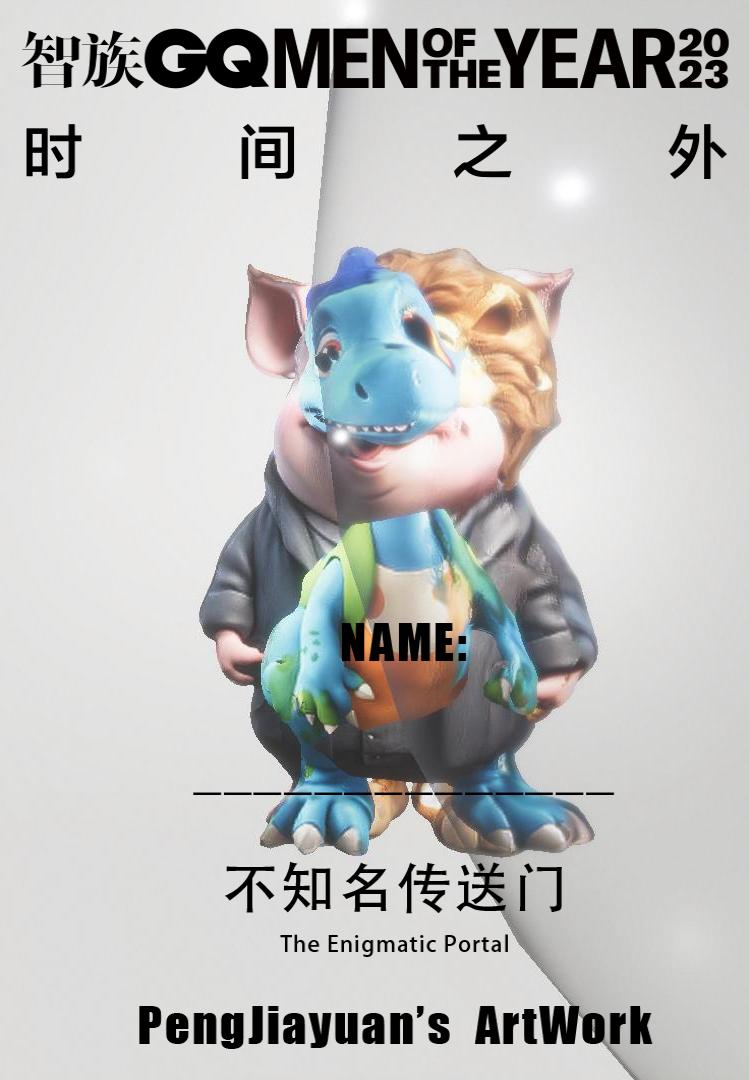 智族GQ MEN OF THE YEAR 2023
时间之外
NAME:
不知名传送门
The Enigmatic Portal
PengJiayuan’s ArtWork